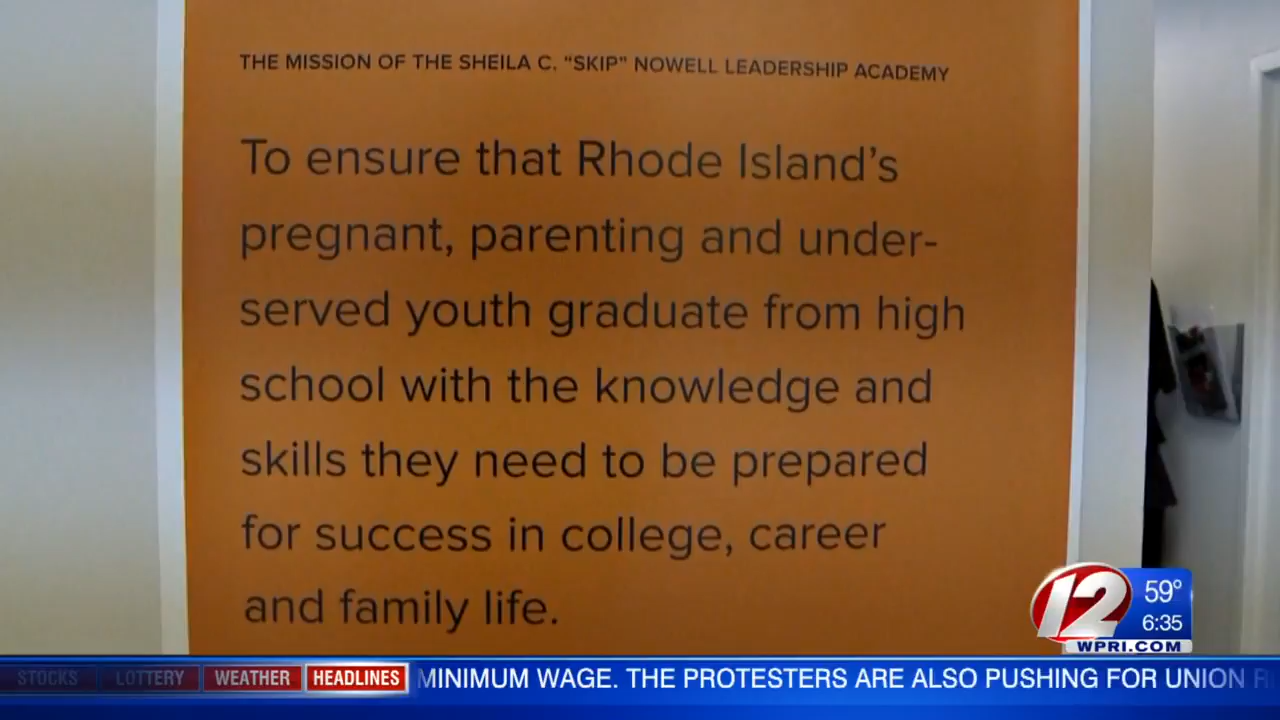 THE MISSION OF THE SHEILA C. "SKIP" NOWELL LEADERSHIP ACADEMY
To ensure that Rhode Island's
pregnant, parenting and under-
served youth graduate from high
school with the knowledge and
skills they need to be prepared
for success in college, career
and family life.
12
59°
6:35
WPRI.COM
STOCKS LOTTERY WEATHER HEADLINES MINIMUM WAGE. THE PROTESTERS ARE ALSO PUSHING FOR UNION